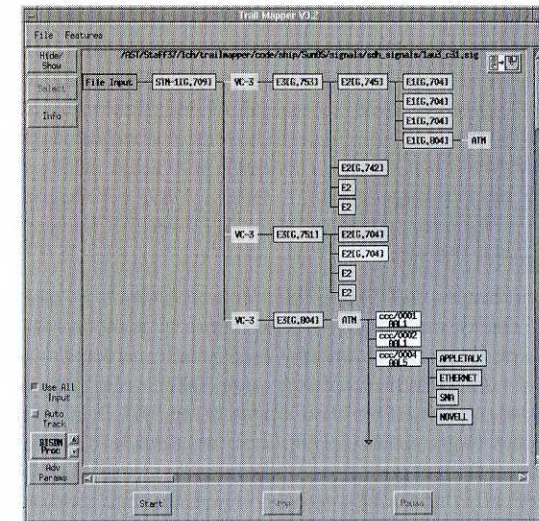 Trail Mapper V3.2
File Features
/AST/Staff37/lch/trailmapper/code/ship/SunOS/signals/sdh_signals/1au3_c31.sig
Hide/
Show
Select
Info
File Input
STM-1[G.709]
VC-3
E3[G.753]
E2[G.745]
E1[G.704]
E1[G.704]
E1[G.704]
E1[G.804]
ATM
E2[G.742]
E2
E2
VC-3
E3[G.751]
E2[G.704]
E2[G.704]
E2
E2
VC-3
E3[G.804]
ATM
ccc/0001
AAL1
ccc/0002
AAL1
ccc/0004
AAL5
APPLETALK
ETHERNET
SNA
NOVELL
Use All
Input
Auto
Track
BISDN
Proc
Adv
Params
Start
Stop
Pause